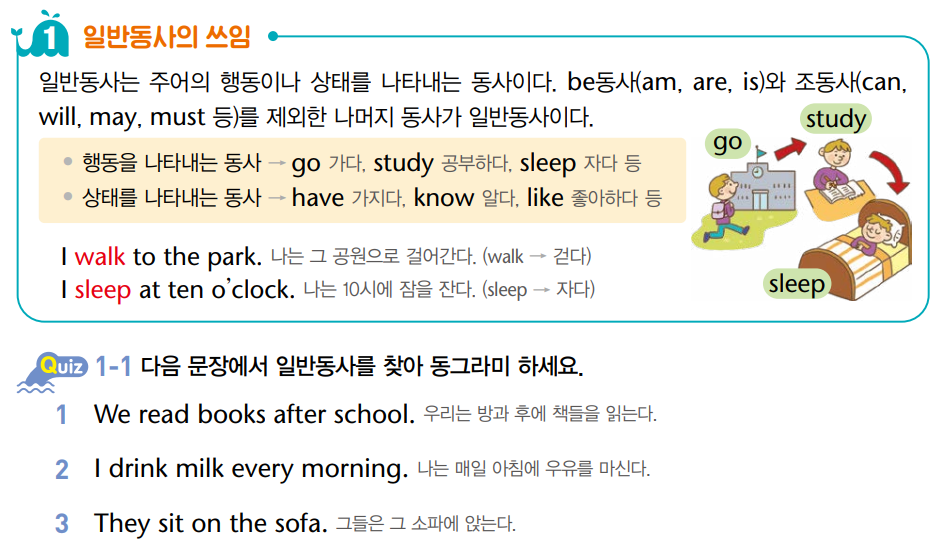 1 일반동사의 쓰임
일반동사는 주어의 행동이나 상태를 나타내는 동사이다. be동사(am, are, is)와 조동사(can,
will, may, must 등)를 제외한 나머지 동사가 일반동사이다.
• 행동을 나타내는 동사 → go 가다, study 공부하다, sleep 자다 등
• 상태를 나타내는 동사 → have 가지다, know 알다, like 좋아하다 등
go
study
sleep
I walk to the park. 나는 그 공원으로 걸어간다. (walk → 걷다)
I sleep at ten o’clock. 나는 10시에 잠을 잔다. (sleep → 자다)
Quiz 1-1 다음 문장에서 일반동사를 찾아 동그라미 하세요.
1 We read books after school. 우리는 방과 후에 책들을 읽는다.
2 I drink milk every morning. 나는 매일 아침에 우유를 마신다.
3 They sit on the sofa. 그들은 그 소파에 앉는다.